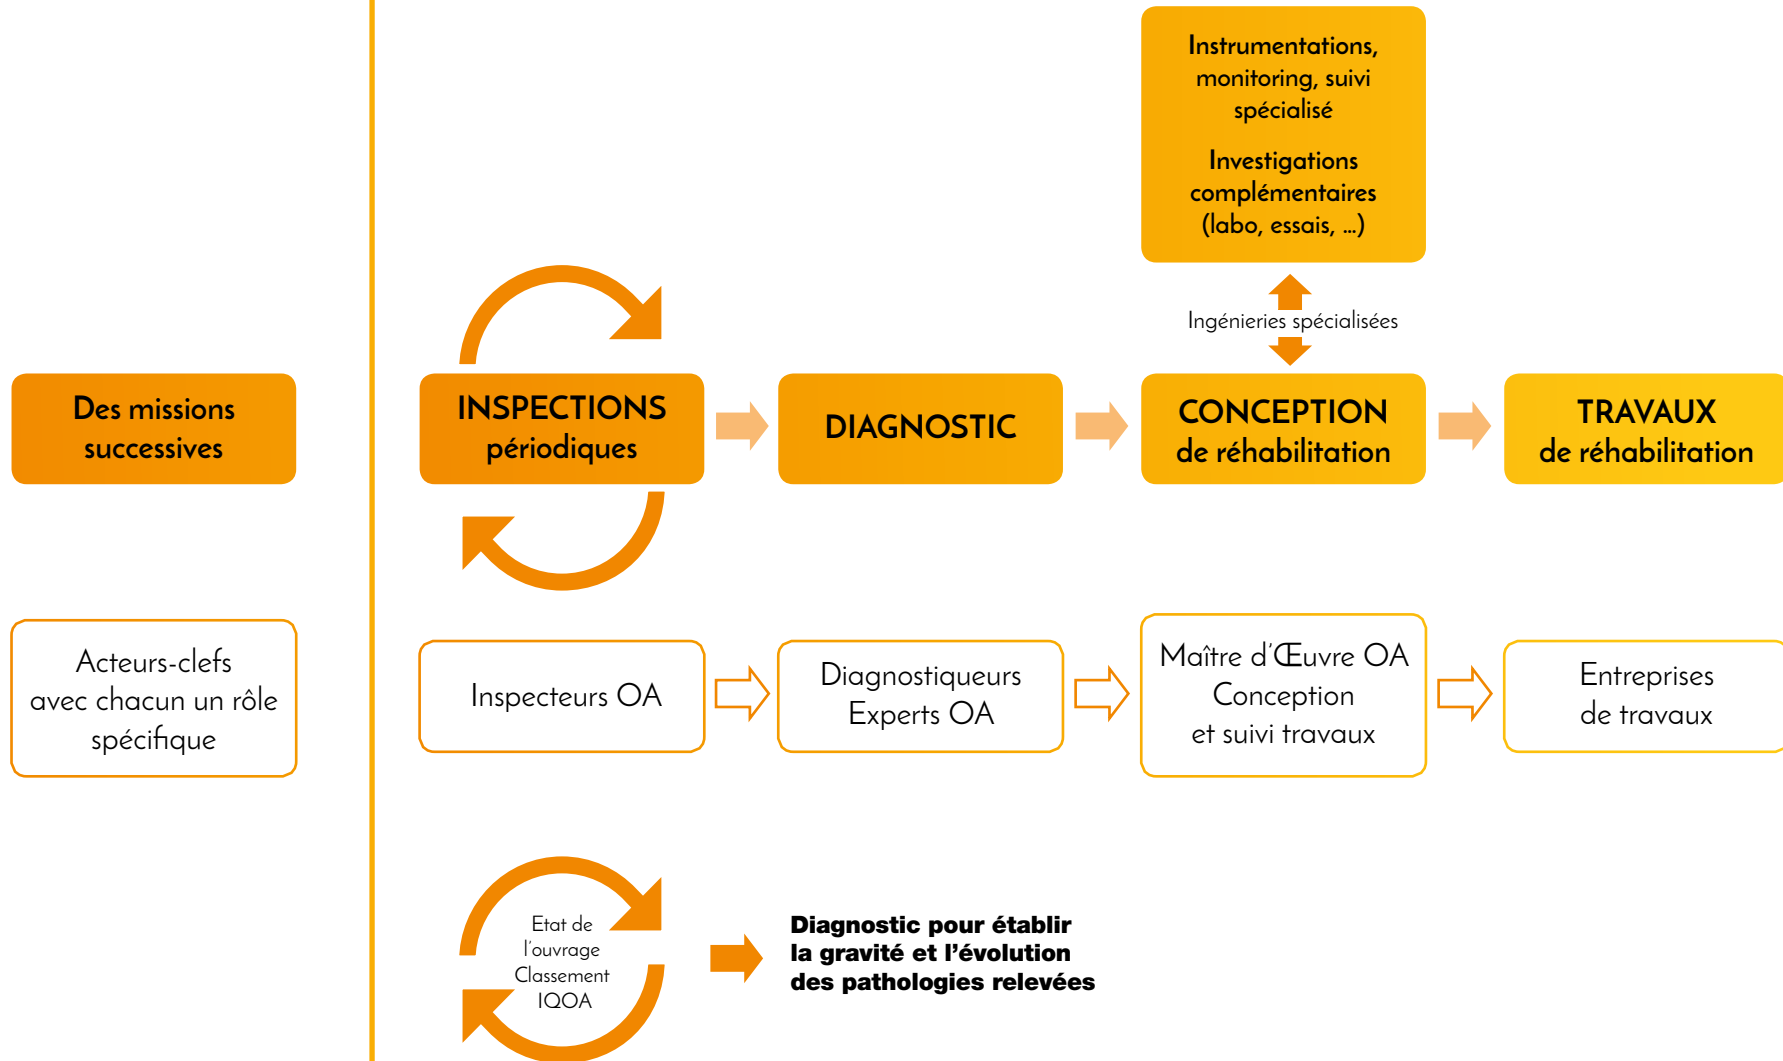 Instrumentations,
monitoring, suivi
spécialisé
Investigations
complémentaires
(labo, essais, ...)
Ingénieries spécialisées
Des missions
successives
INSPECTIONS
périodiques
DIAGNOSTIC
CONCEPTION
de réhabilitation
TRAVAUX
de réhabilitation
Acteurs-clefs
avec chacun un rôle
spécifique
Inspecteurs OA
Diagnostiqueurs
Experts OA
Maître d'Œuvre OA
Conception
et suivi travaux
Entreprises
de travaux
Etat de
l'ouvrage
Classement
IQOA
Diagnostic pour établir
la gravité et l'évolution
des pathologies relevées